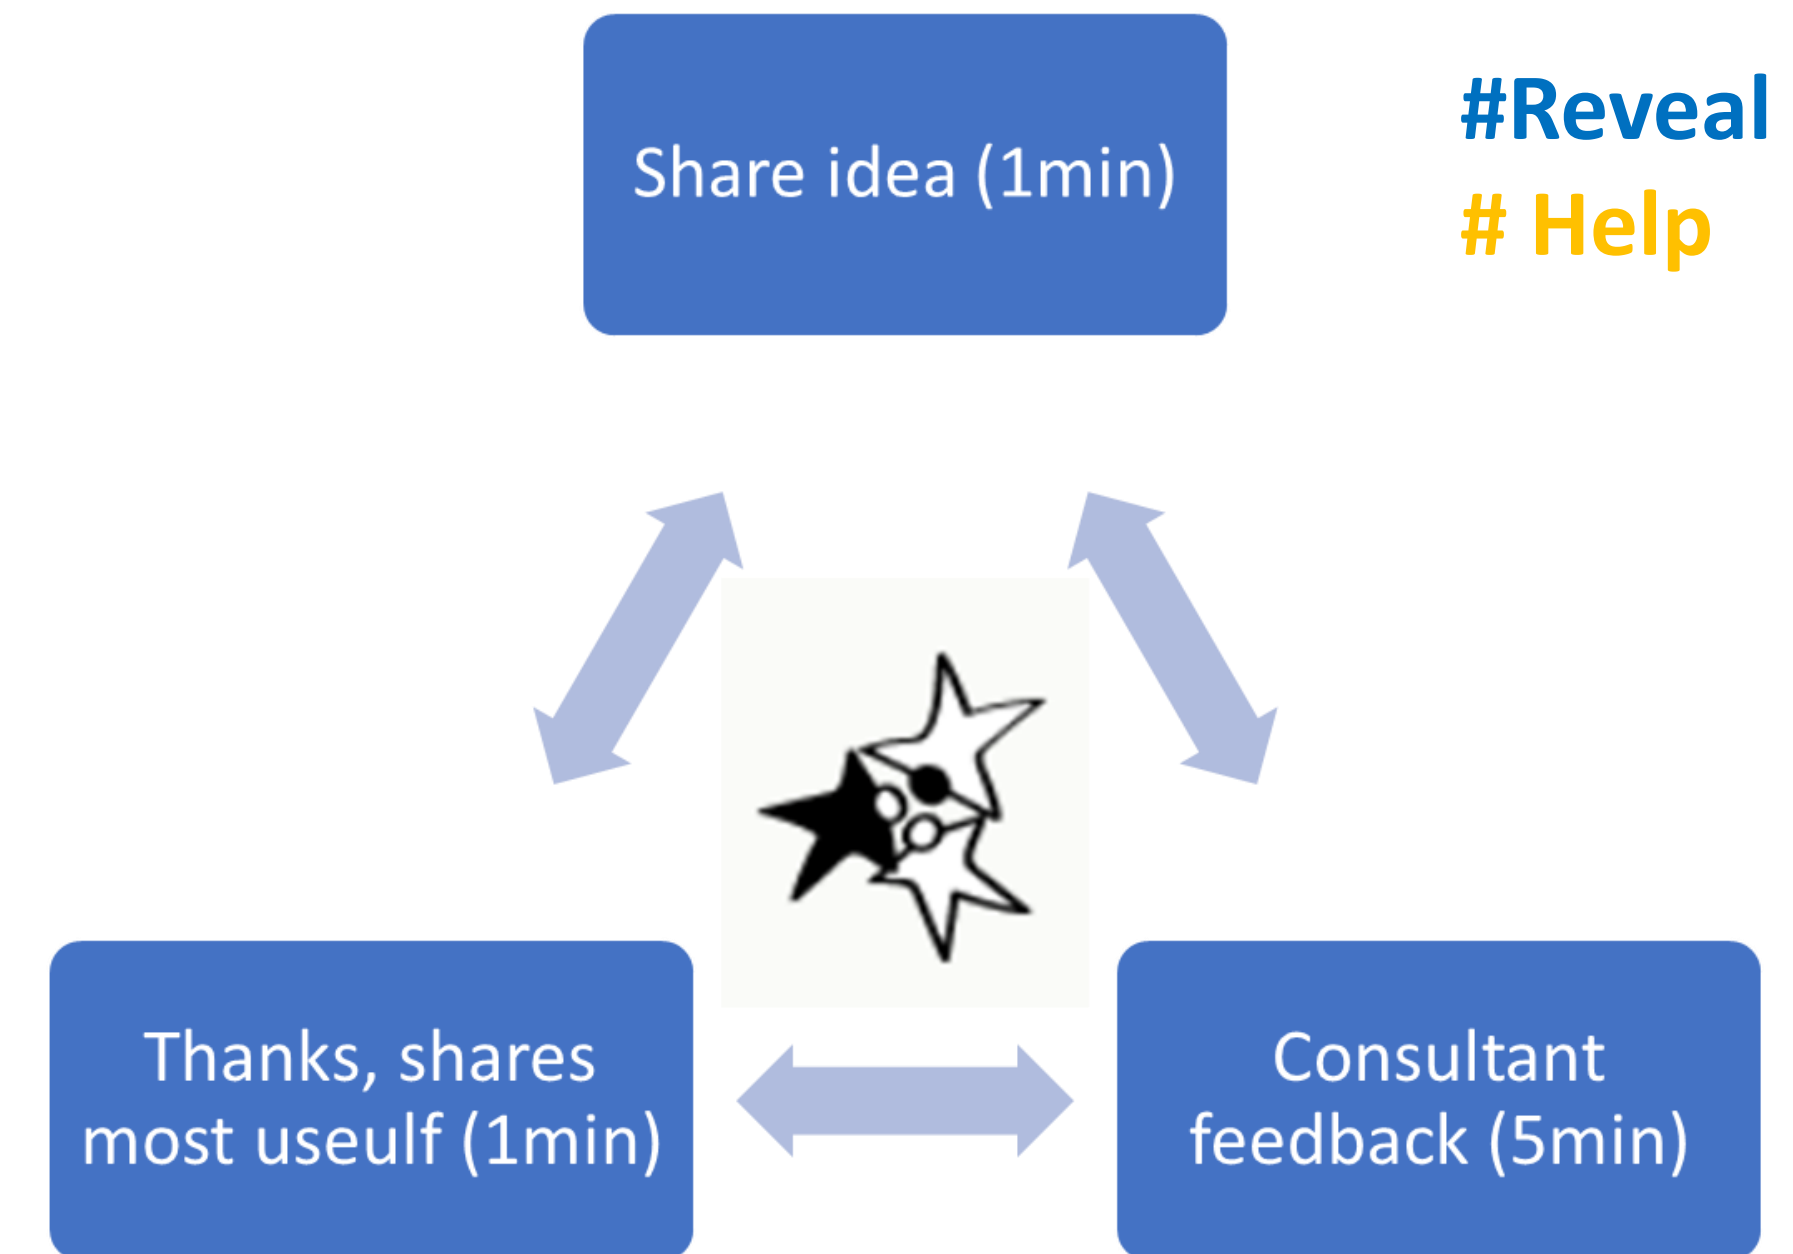 Share idea (1min)
#Reveal
# Help
Thanks, shares
most useulf (1min)
Consultant
feedback (5min)